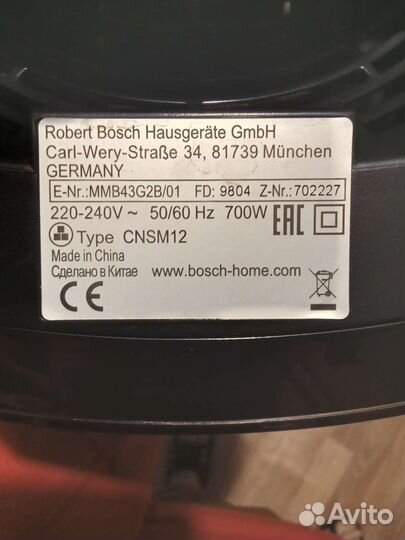 Robert Bosch Hausgeräte GmbH
Carl-Wery-Straße 34, 81739 München
GERMANY
E-Nr.:MMB43G2B/01 FD: 9804 Z-Nr.:702227
220-240V ~ 50/60 Hz 700W EAC
Type CNSM12
Made in China
Сделано в Китае www.bosch-home.com
CE
Avito